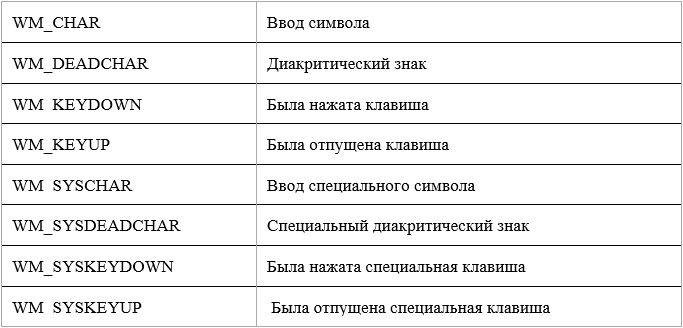 WM_CHAR Ввод символа
WM_DEADCHAR Диакритический знак
WM_KEYDOWN Была нажата клавиша
WM_KEYUP Была отпущена клавиша
WM_SYSCHAR Ввод специального символа
WM_SYSDEADCHAR Специальный диакритический знак
WM_SYSKEYDOWN Была нажата специальная клавиша
WM_SYSKEYUP Была отпущена специальная клавиша